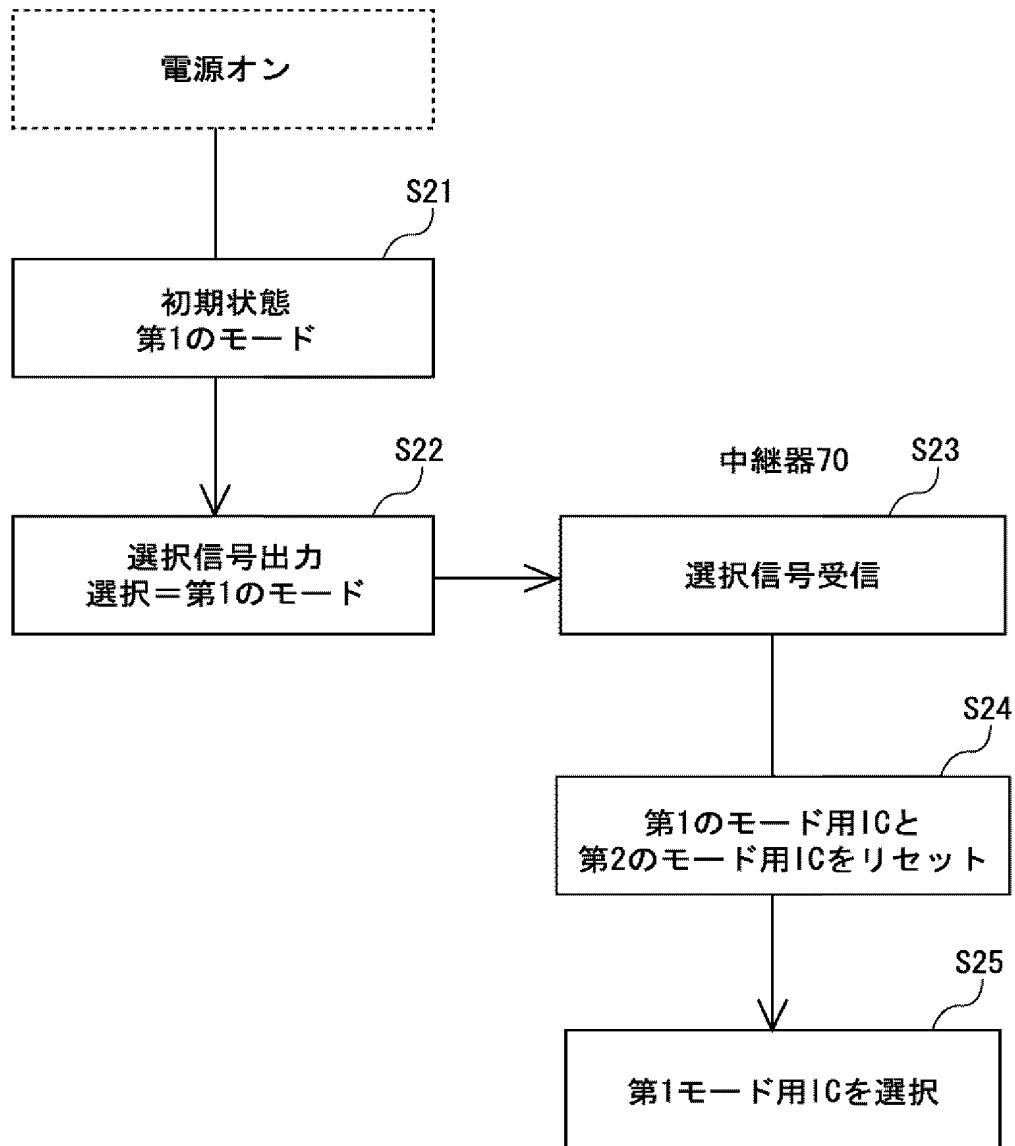 電源オン
S21
初期状態
第1のモード
S22
選択信号出力
選択＝第1のモード
中継器70
S23
選択信号受信
S24
第1のモード用ICと
第2のモード用ICをリセット
S25
第1モード用ICを選択